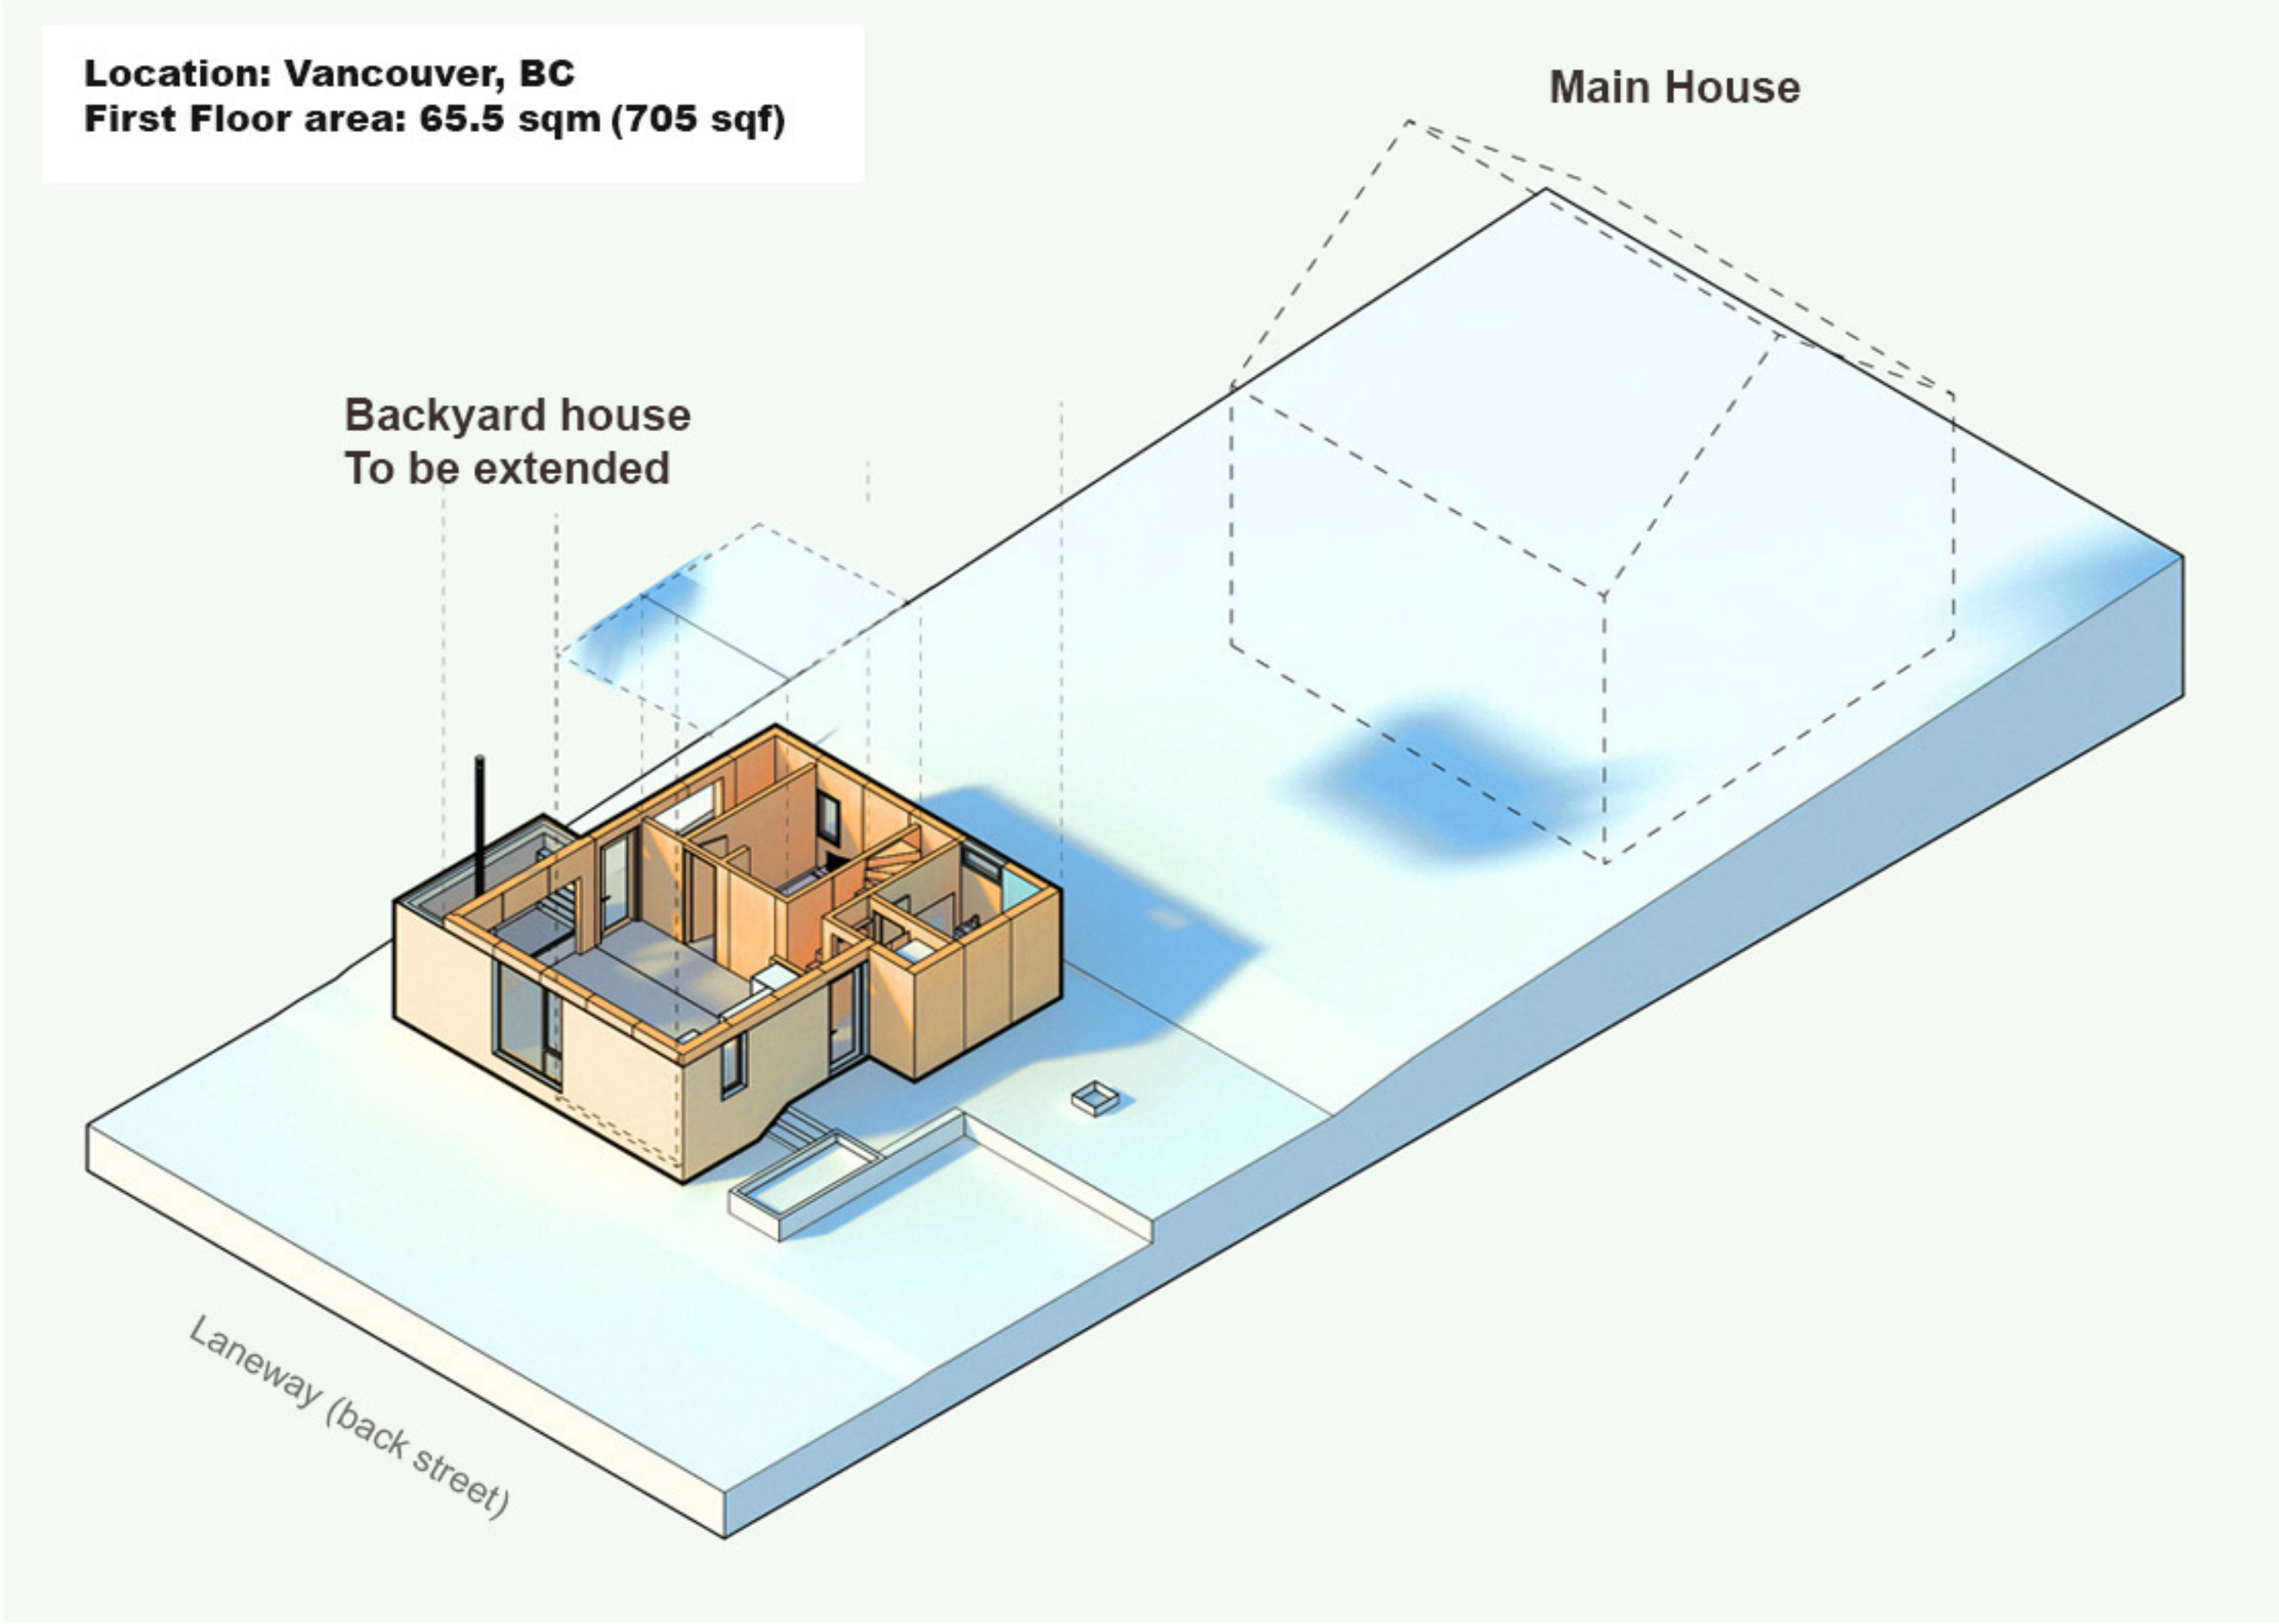 Location: Vancouver, BC
First Floor area: 65.5 sqm (705 sqf)
Main House
Backyard house
To be extended
Laneway (back street)